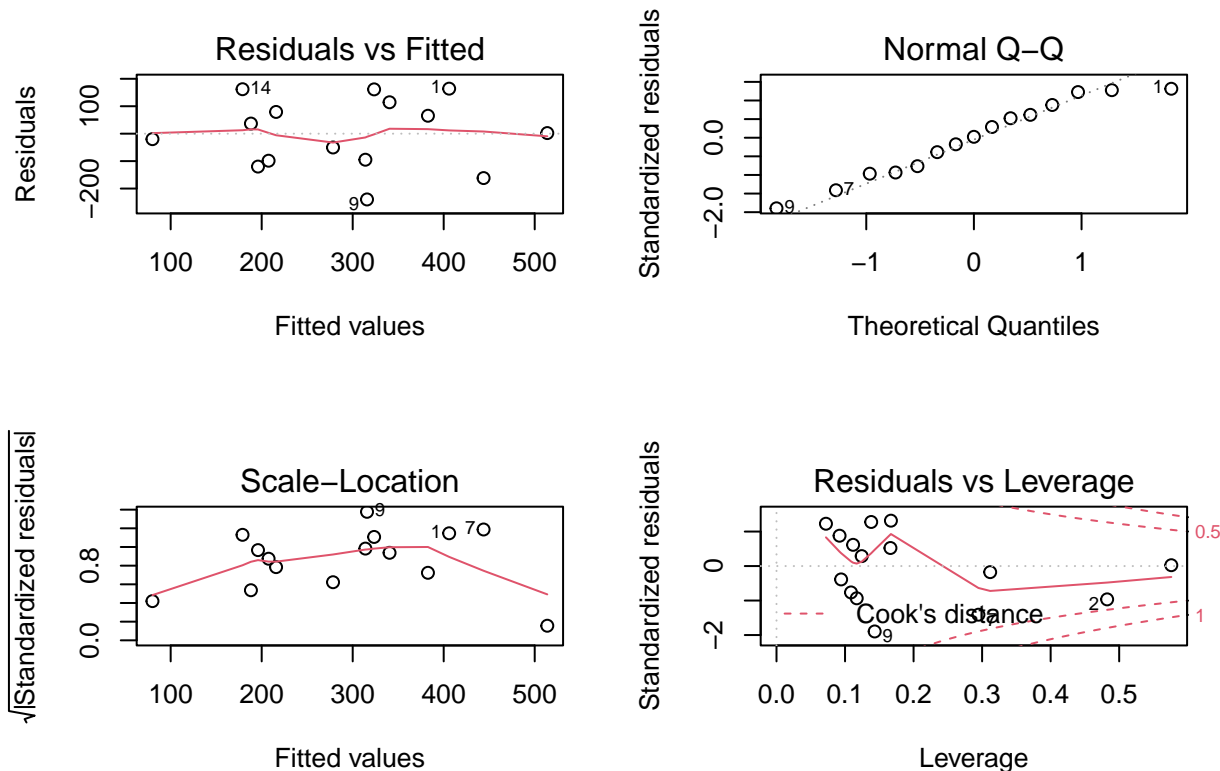 Residuals vs Fitted
Residuals
−200 100
14
1
9
100 200 300 400 500
Fitted values
Normal Q−Q
Standardized residuals
−2.0 0.0
9
7
1
−1 0 1
Theoretical Quantiles
Scale−Location
√|Standardized residuals|
0.0 0.8
9
1
7
100 200 300 400 500
Fitted values
Residuals vs Leverage
Standardized residuals
−2 0
0.5
1
2
7
9
Cook's distance
0.0 0.1 0.2 0.3 0.4 0.5
Leverage